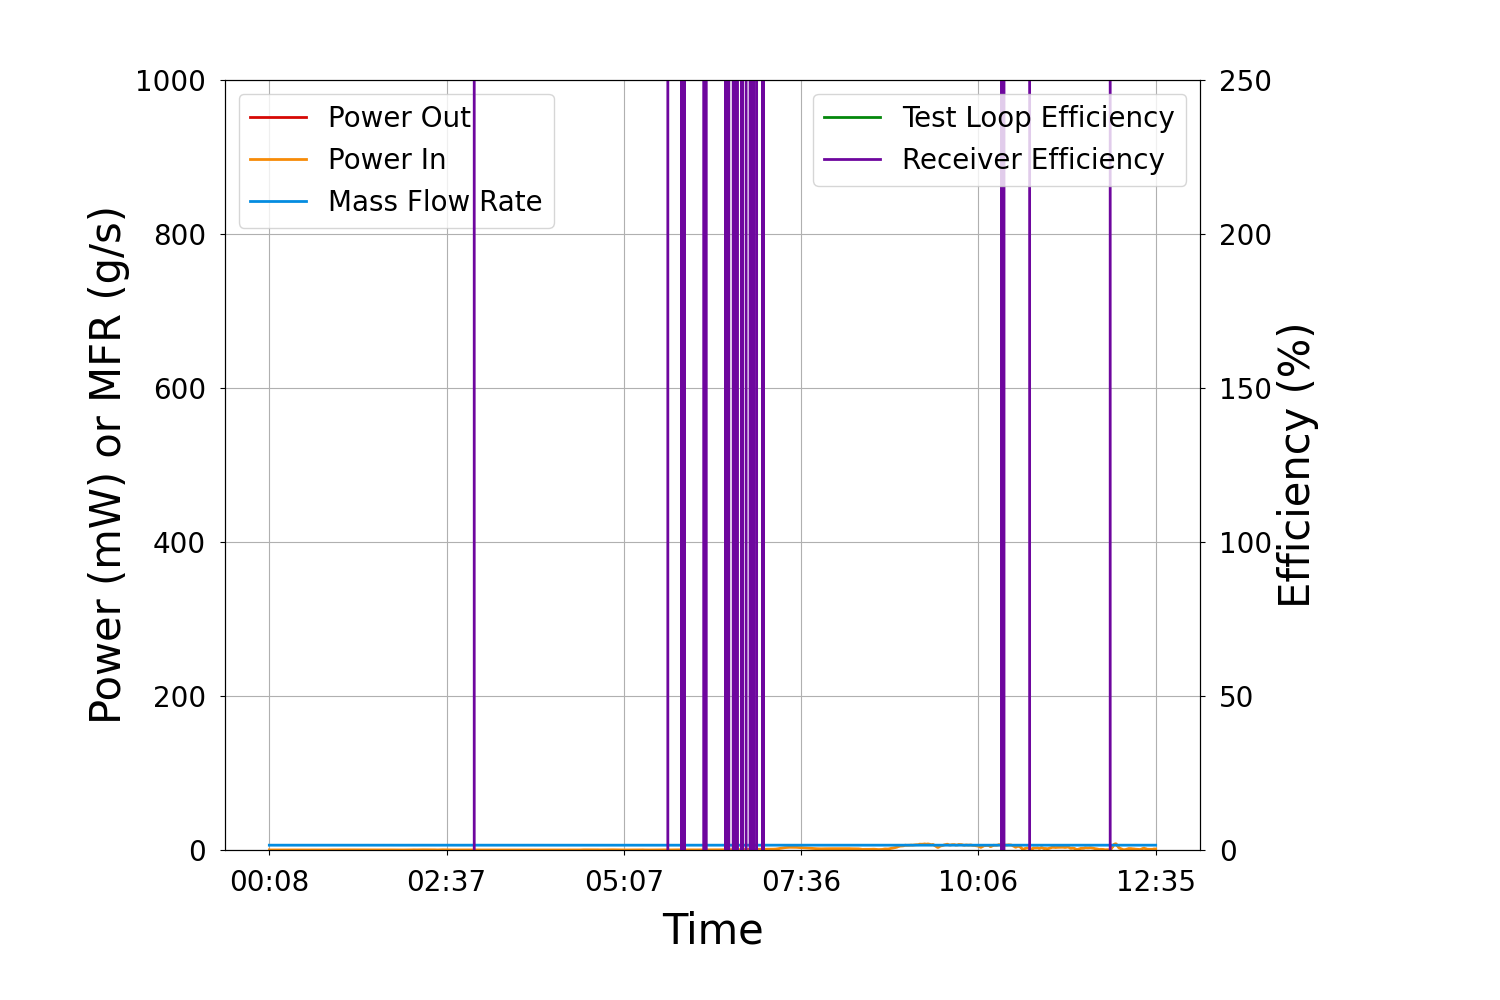 1000
800
600
400
200
0
Power (mW) or MFR (g/s)
Power Out
Power In
Mass Flow Rate
Test Loop Efficiency
Receiver Efficiency
250
200
150
100
50
0
Efficiency (%)
00:08 02:37 05:07 07:36 10:06 12:35
Time